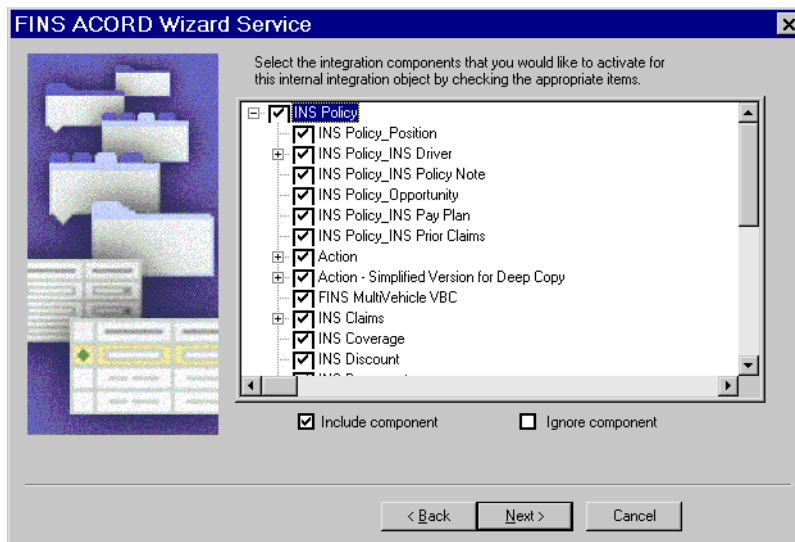 FINS ACORD Wizard Service
Select the integration components that you would like to activate for
this internal integration object by checking the appropriate items.
INS Policy
INS Policy_Position
INS Policy_INS Driver
INS Policy_INS Policy Note
INS Policy_Opportunity
INS Policy_INS Pay Plan
INS Policy_INS Prior Claims
Action
Action - Simplified Version for Deep Copy
FINS MultiVehicle VBC
INS Claims
INS Coverage
INS Discount
Include component Ignore component
< Back Next > Cancel